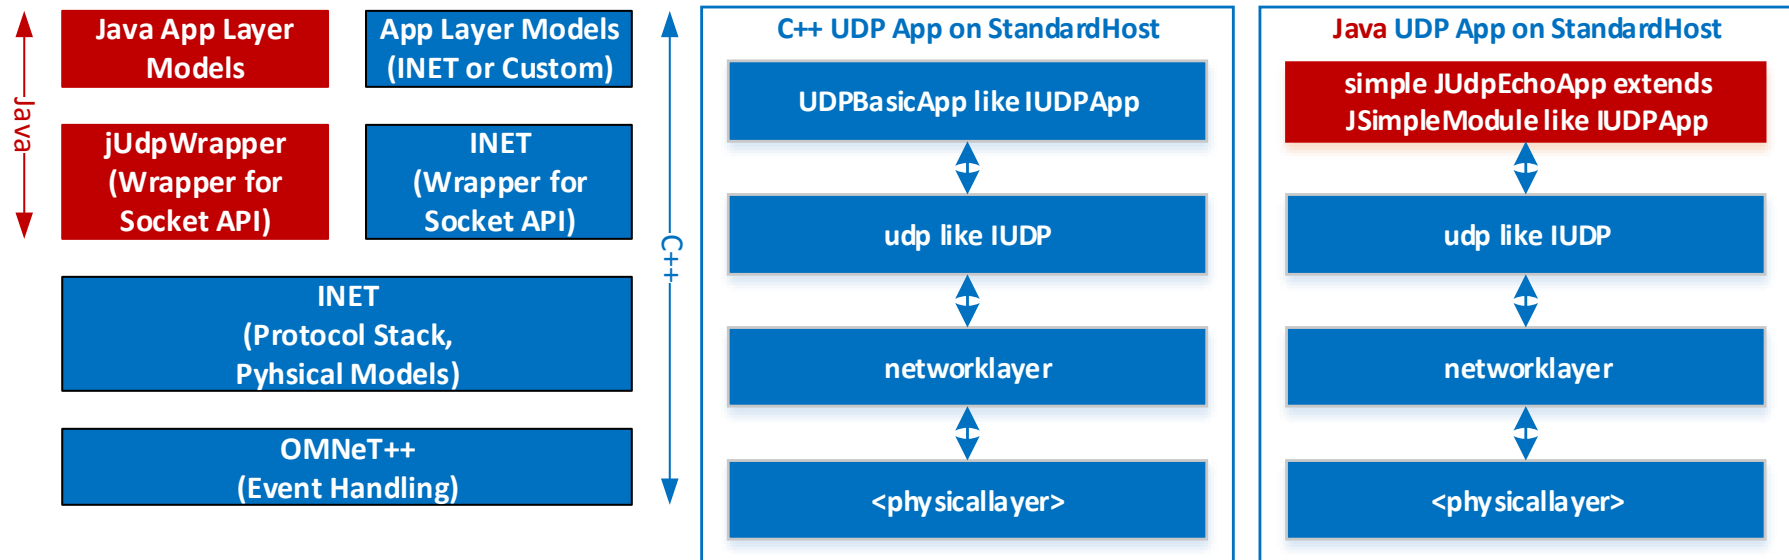 Java
Java App Layer
Models
App Layer Models
(INET or Custom)
jUdpWrapper
(Wrapper for
Socket API)
INET
(Wrapper for
Socket API)
INET
(Protocol Stack,
Pyhsical Models)
OMNeT++
(Event Handling)
C++
C++ UDP App on StandardHost
UDPBasicApp like IUDPApp
udp like IUDP
networklayer
<physicallayer>
Java UDP App on StandardHost
simple JUdpEchoApp extends
JSimpleModule like IUDPApp
udp like IUDP
networklayer
<physicallayer>